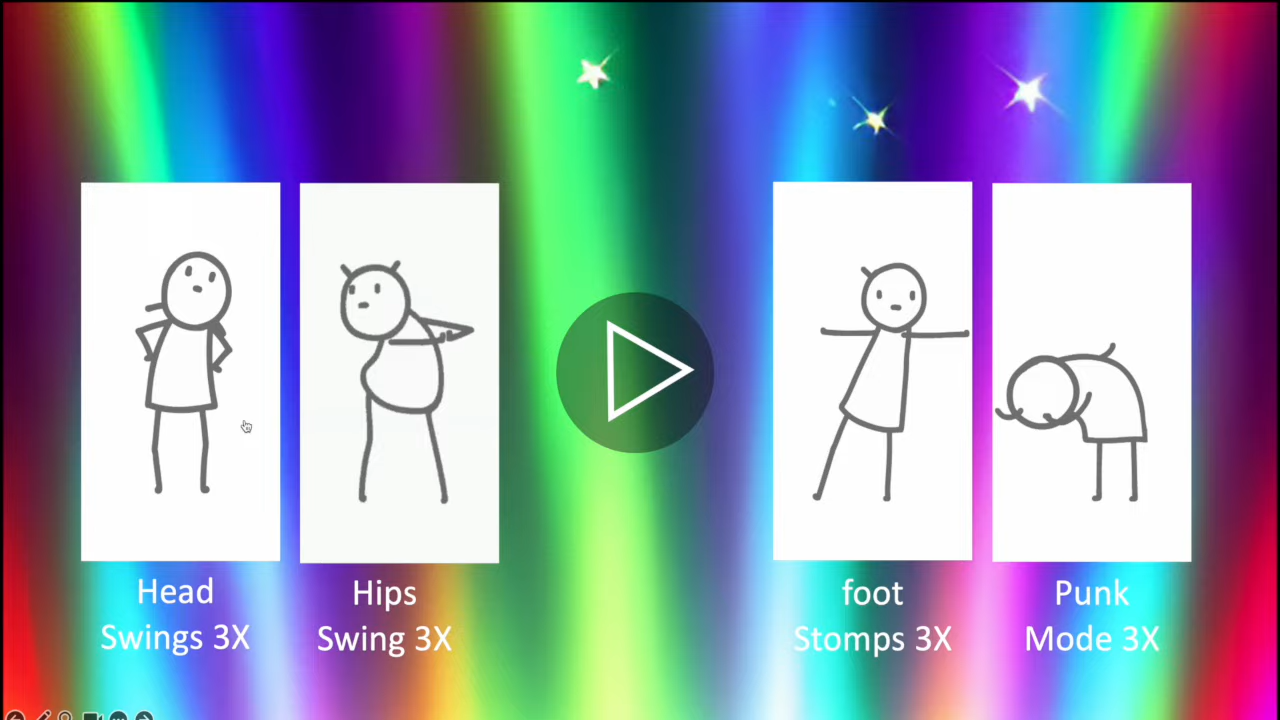 Head
Swings 3X
Hips
Swing 3X
foot
Stomps 3X
Punk
Mode 3X